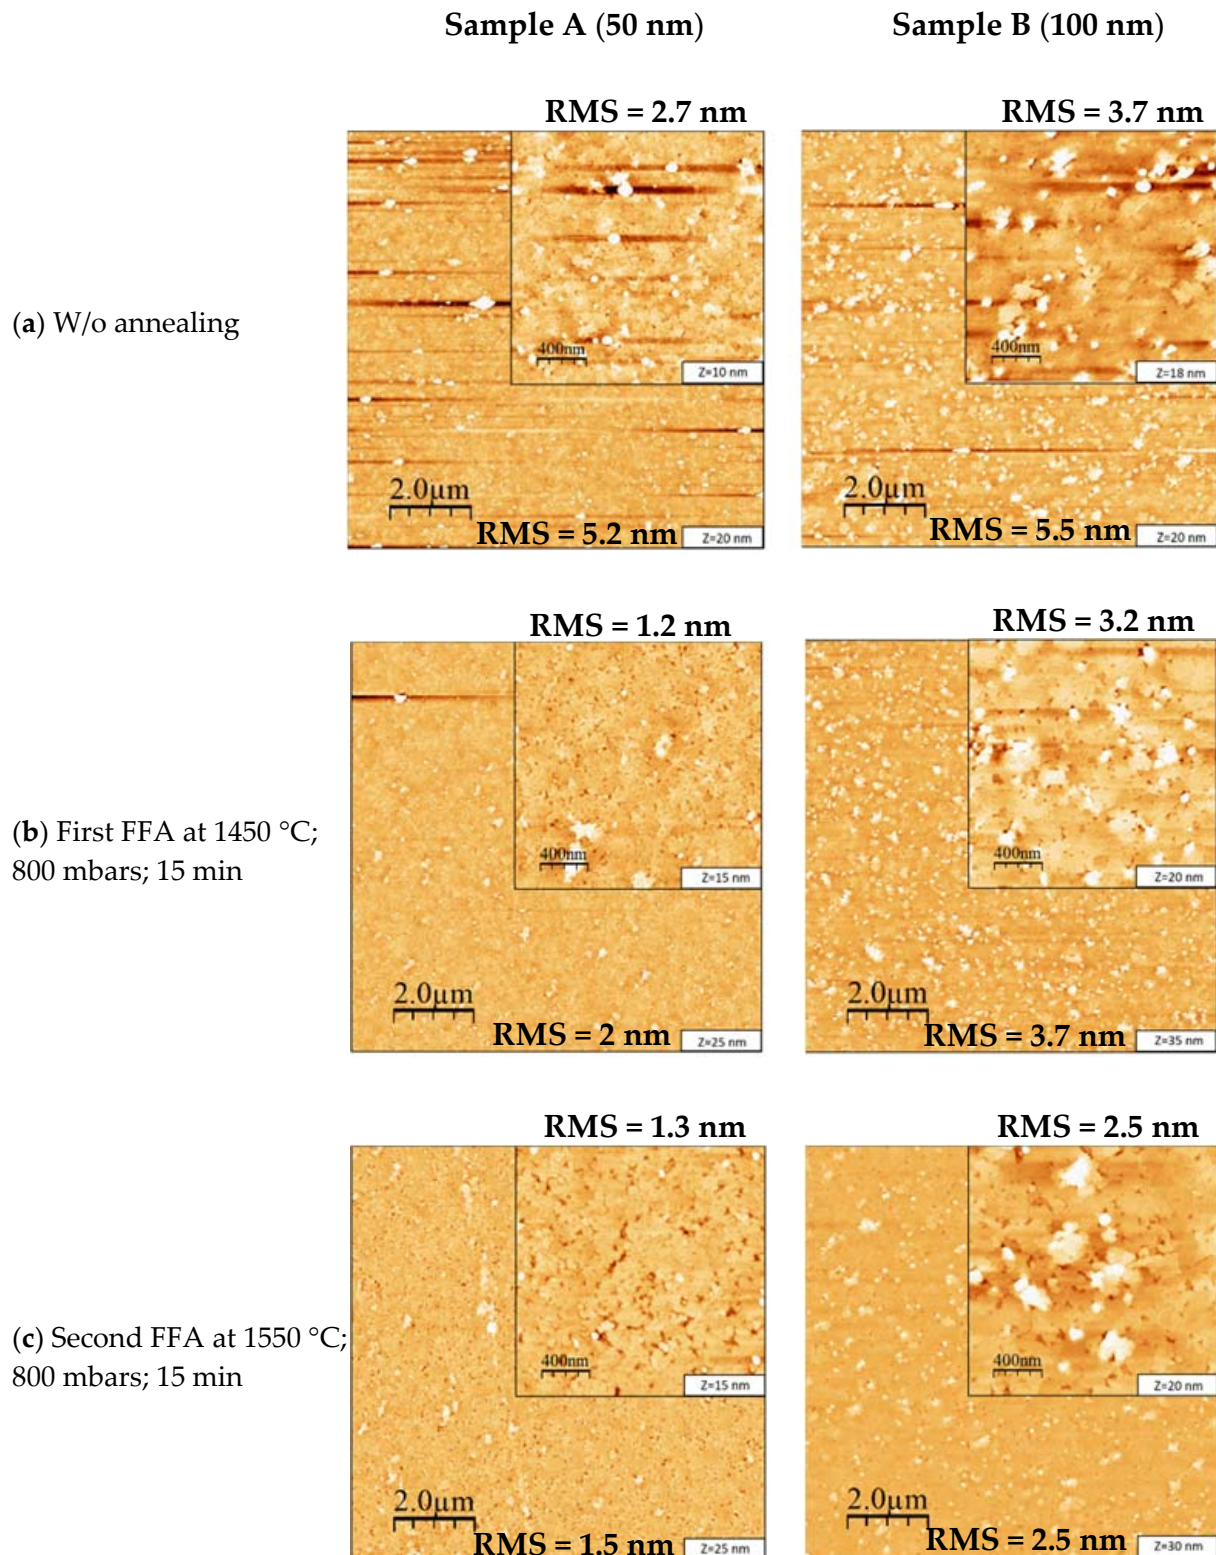 Sample A (50 nm) Sample B (100 nm)
RMS = 2.7 nm RMS = 3.7 nm
(a) W/o annealing
400nm 400nm
Z=10 nm Z=18 nm
2.0µm 2.0µm
RMS = 5.2 nm Z=20 nm RMS = 5.5 nm Z=20 nm
RMS = 1.2 nm RMS = 3.2 nm
(b) First FFA at 1450 °C;
800 mbars; 15 min
400nm 400nm
Z=15 nm Z=20 nm
2.0µm 2.0µm
RMS = 2 nm Z=25 nm RMS = 3.7 nm Z=35 nm
RMS = 1.3 nm RMS = 2.5 nm
(c) Second FFA at 1550 °C;
800 mbars; 15 min
400nm 400nm
Z=15 nm Z=20 nm
2.0µm 2.0µm
RMS = 1.5 nm Z=25 nm RMS = 2.5 nm Z=30 nm